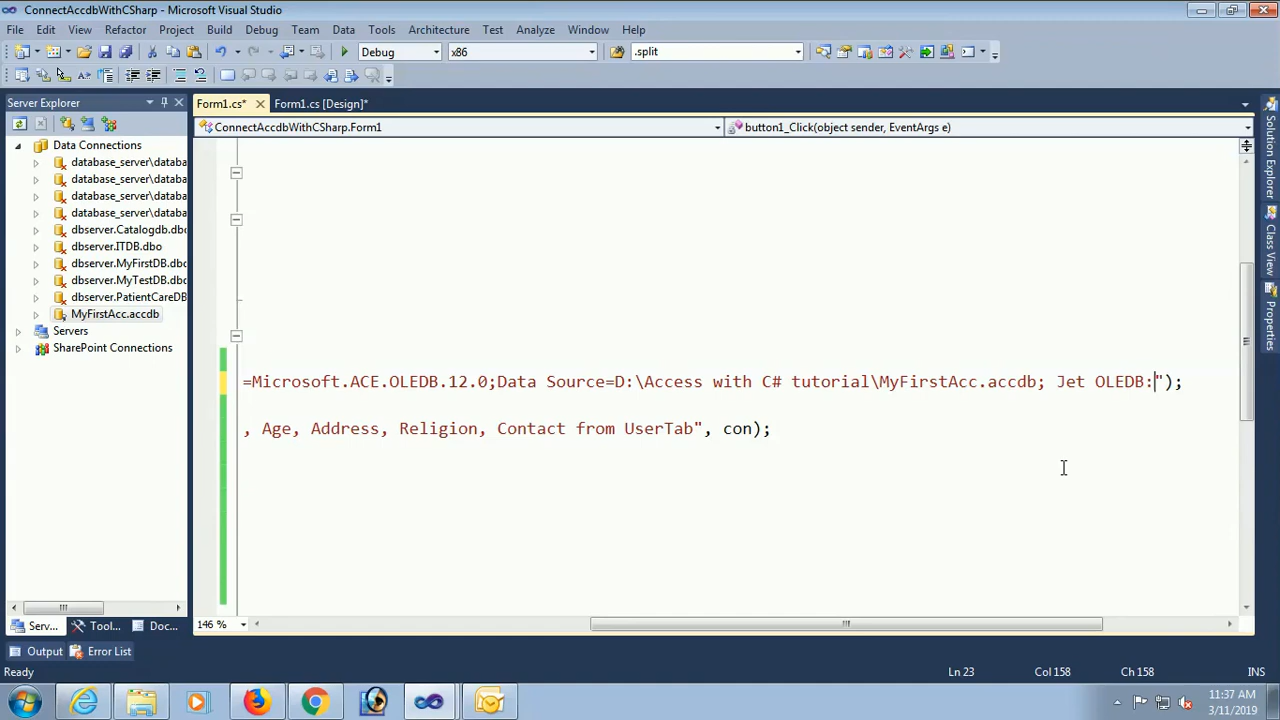 ConnectAccdbWithCSharp - Microsoft Visual Studio
File Edit View Refactor Project Build Debug Team Data Tools Architecture Test Analyze Window Help
Debug x86 .split
Server Explorer
Form1.cs* Form1.cs [Design]*
ConnectAccdbWithCSharp.Form1 button1_Click(object sender, EventArgs e)
Data Connections
database_server\databa
database_server\databa
database_server\databa
database_server\databa
dbserver.Catalogdb.dbo
dbserver.ITDB.dbo
dbserver.MyFirstDB.dbo
dbserver.MyTestDB.dbo
dbserver.PatientCareDB
MyFirstAcc.accdb
Servers
SharePoint Connections
=Microsoft.ACE.OLEDB.12.0;Data Source=D:\Access with C# tutorial\MyFirstAcc.accdb; Jet OLEDB:");
, Age, Address, Religion, Contact from UserTab", con);
Solution Explorer
Class View
Properties
146 %
Serv... Tool... Doc...
Output Error List
Ready Ln 23 Col 158 Ch 158 INS
11:37 AM
3/11/2019